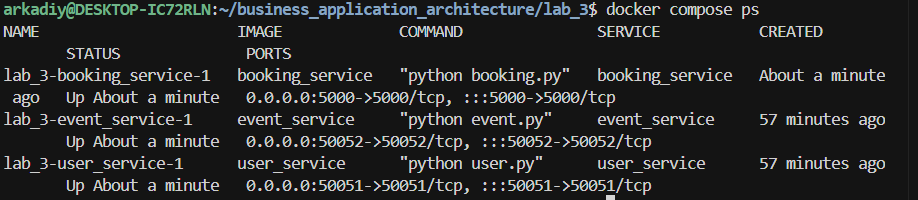 arkadiy@DESKTOP-IC72RLN:~/business_application_architecture/lab_3$ docker compose ps
NAME                     IMAGE             COMMAND               SERVICE           CREATED
       STATUS              PORTS
lab_3-booking_service-1   booking_service   "python booking.py"   booking_service   About a minute
 ago   Up About a minute   0.0.0.0:5000->5000/tcp, :::5000->5000/tcp
lab_3-event_service-1     event_service     "python event.py"     event_service     57 minutes ago
       Up About a minute   0.0.0.0:50052->50052/tcp, :::50052->50052/tcp
lab_3-user_service-1      user_service      "python user.py"      user_service      57 minutes ago
       Up About a minute   0.0.0.0:50051->50051/tcp, :::50051->50051/tcp